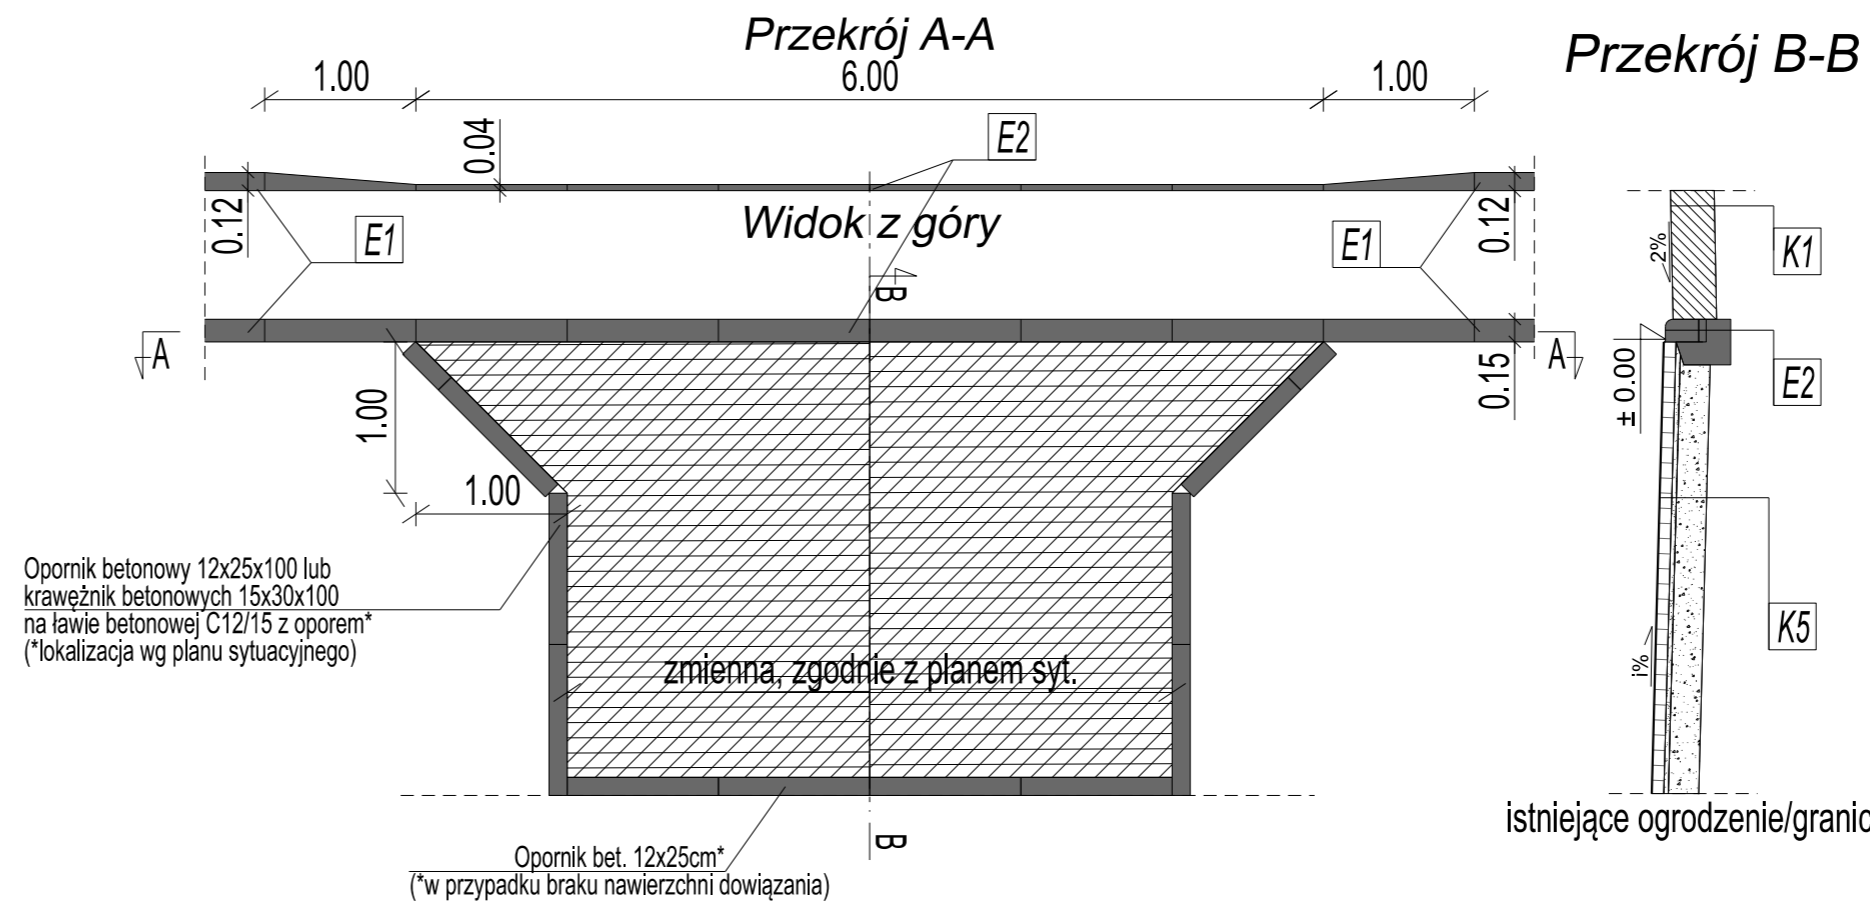 Przekrój A-A
Przekrój B-B
1.00
6.00
1.00
0.04
E2
0.12
E1
Widok z góry
E1
0.12
2%
K1
B
A
A
± 0.00
E2
0.15
1.00
1.00
Opornik betonowy 12x25x100 lub
krawężnik betonowych 15x30x100
na ławie betonowej C12/15 z oporem*
(*lokalizacja wg planu sytuacyjnego)
K5
i%
zmienna, zgodnie z planem syt.
istniejące ogrodzenie/granic
B
Opornik bet. 12x25cm*
(*w przypadku braku nawierzchni dowiązania)